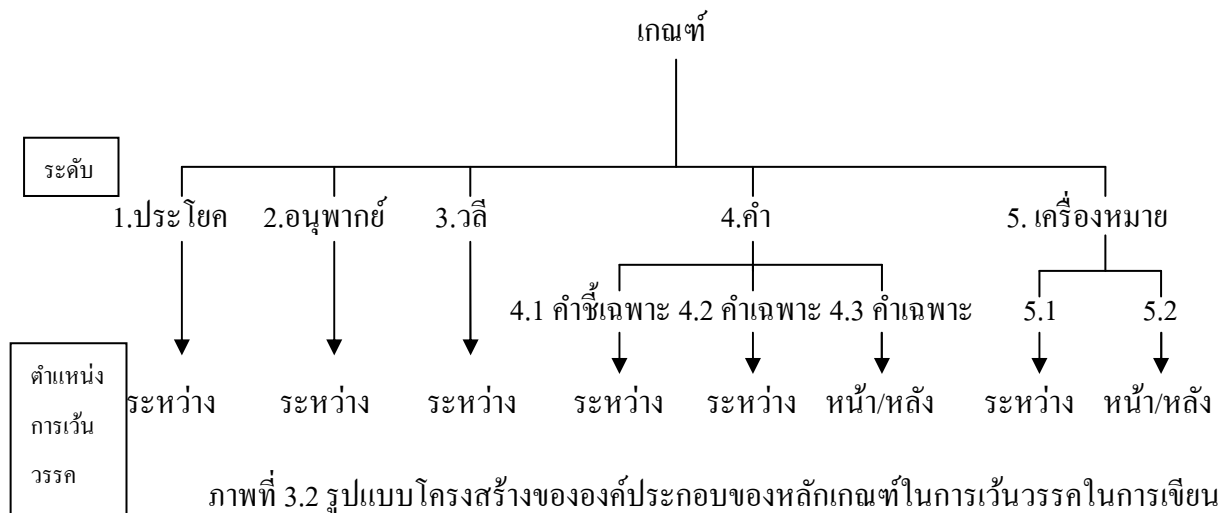 เกณฑ์
ระดับ
1.ประโยค 2.อนุพากย์ 3.วลี 4.คำ 5. เครื่องหมาย
4.1 คำชี้เฉพาะ 4.2 คำเฉพาะ 4.3 คำเฉพาะ 5.1 5.2
ตำแหน่ง
การเว้น
วรรค
ระหว่าง ระหว่าง ระหว่าง ระหว่าง ระหว่าง หน้า/หลัง ระหว่าง หน้า/หลัง
ภาพที่ 3.2 รูปแบบโครงสร้างขององค์ประกอบของหลักเกณฑ์ในการเว้นวรรคในการเขียน